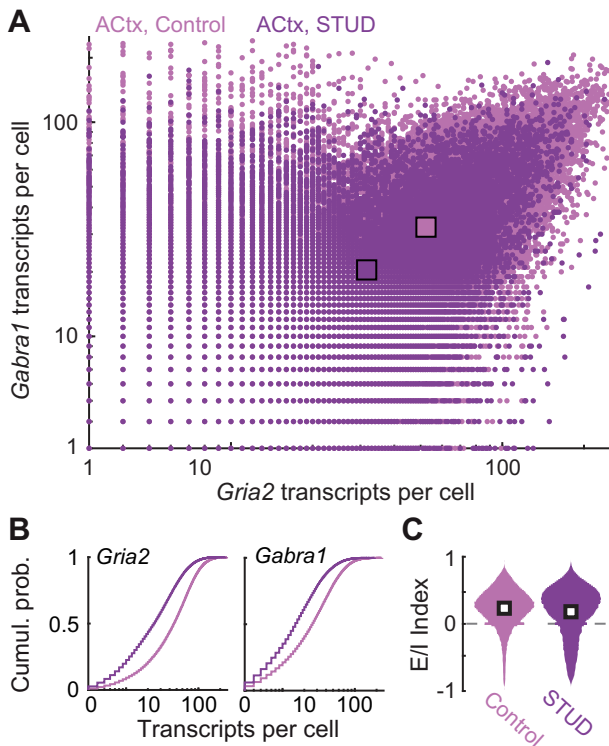 A
ACtx, Control ACtx, STUD
Gabra1 transcripts per cell
100
10
1
1 10 100
Gria2 transcripts per cell
B
Cumul. prob.
1
0.5
0
Gria2
Gabra1
0 10 100 0 10 100
Transcripts per cell
C
E/I Index
1
0
-1
Control
STUD